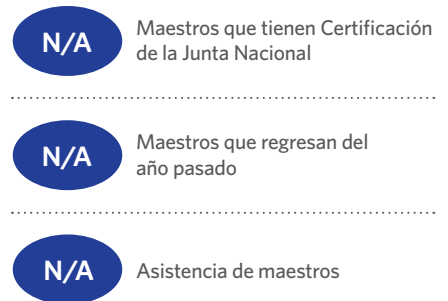 N/A
Maestros que tienen Certificación
de la Junta Nacional
N/A
Maestros que regresan del
año pasado
N/A
Asistencia de maestros